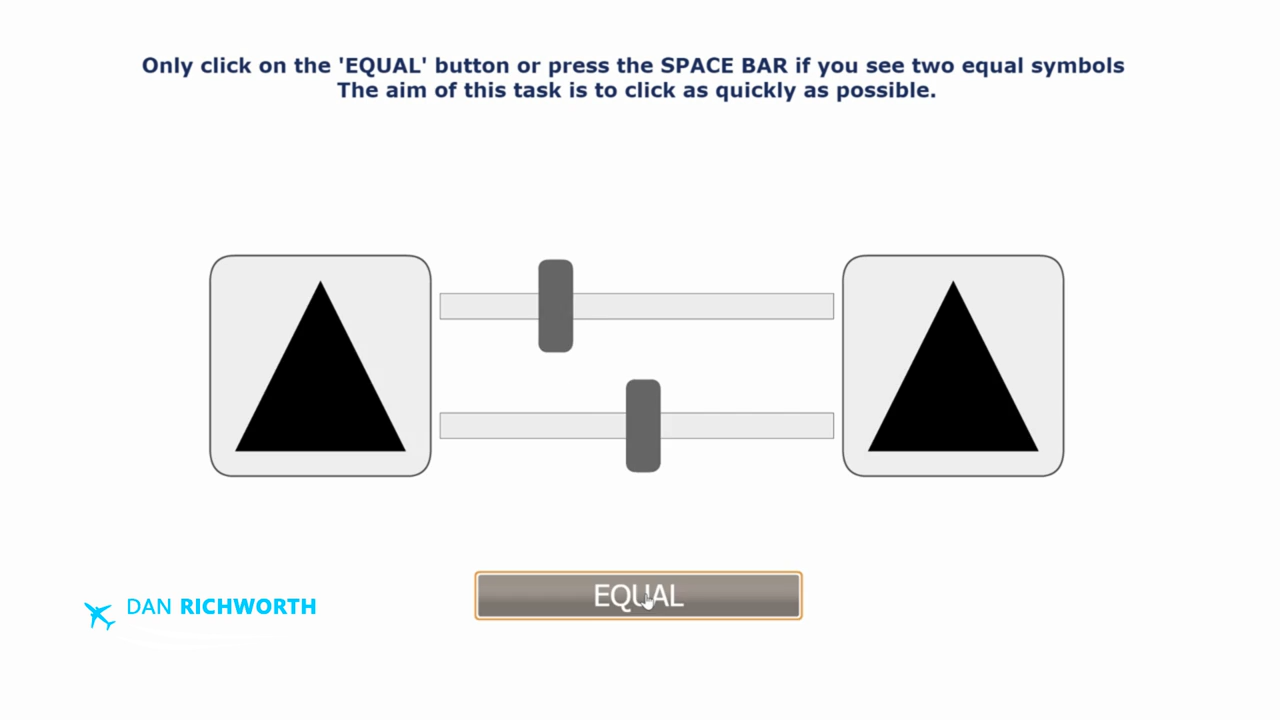 Only click on the 'EQUAL' button or press the SPACE BAR if you see two equal symbols
The aim of this task is to click as quickly as possible.
EQUAL
DAN RICHWORTH